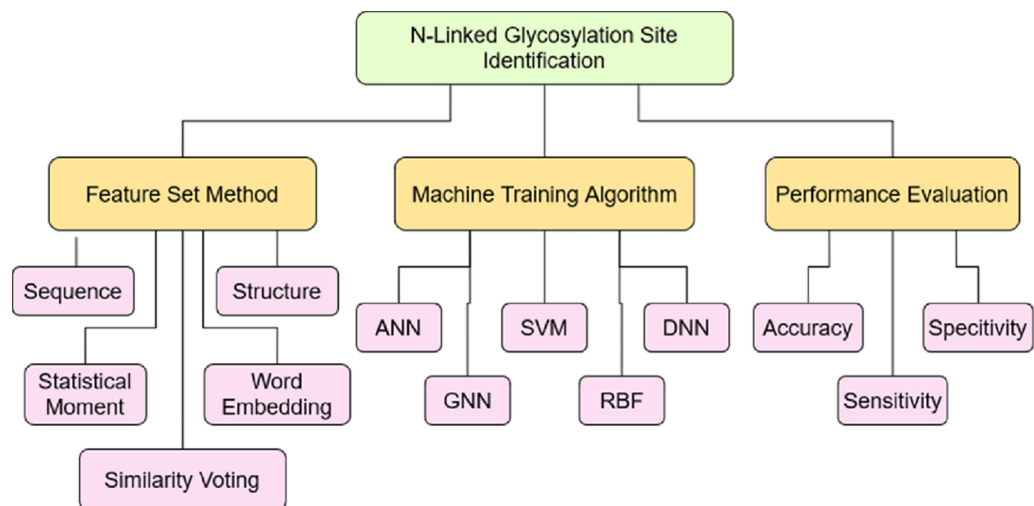 N-Linked Glycosylation Site
Identification
Feature Set Method
Machine Training Algorithm
Performance Evaluation
Sequence
Structure
Statistical
Moment
Word
Embedding
Similarity Voting
ANN
SVM
DNN
GNN
RBF
Accuracy
Specitivity
Sensitivity